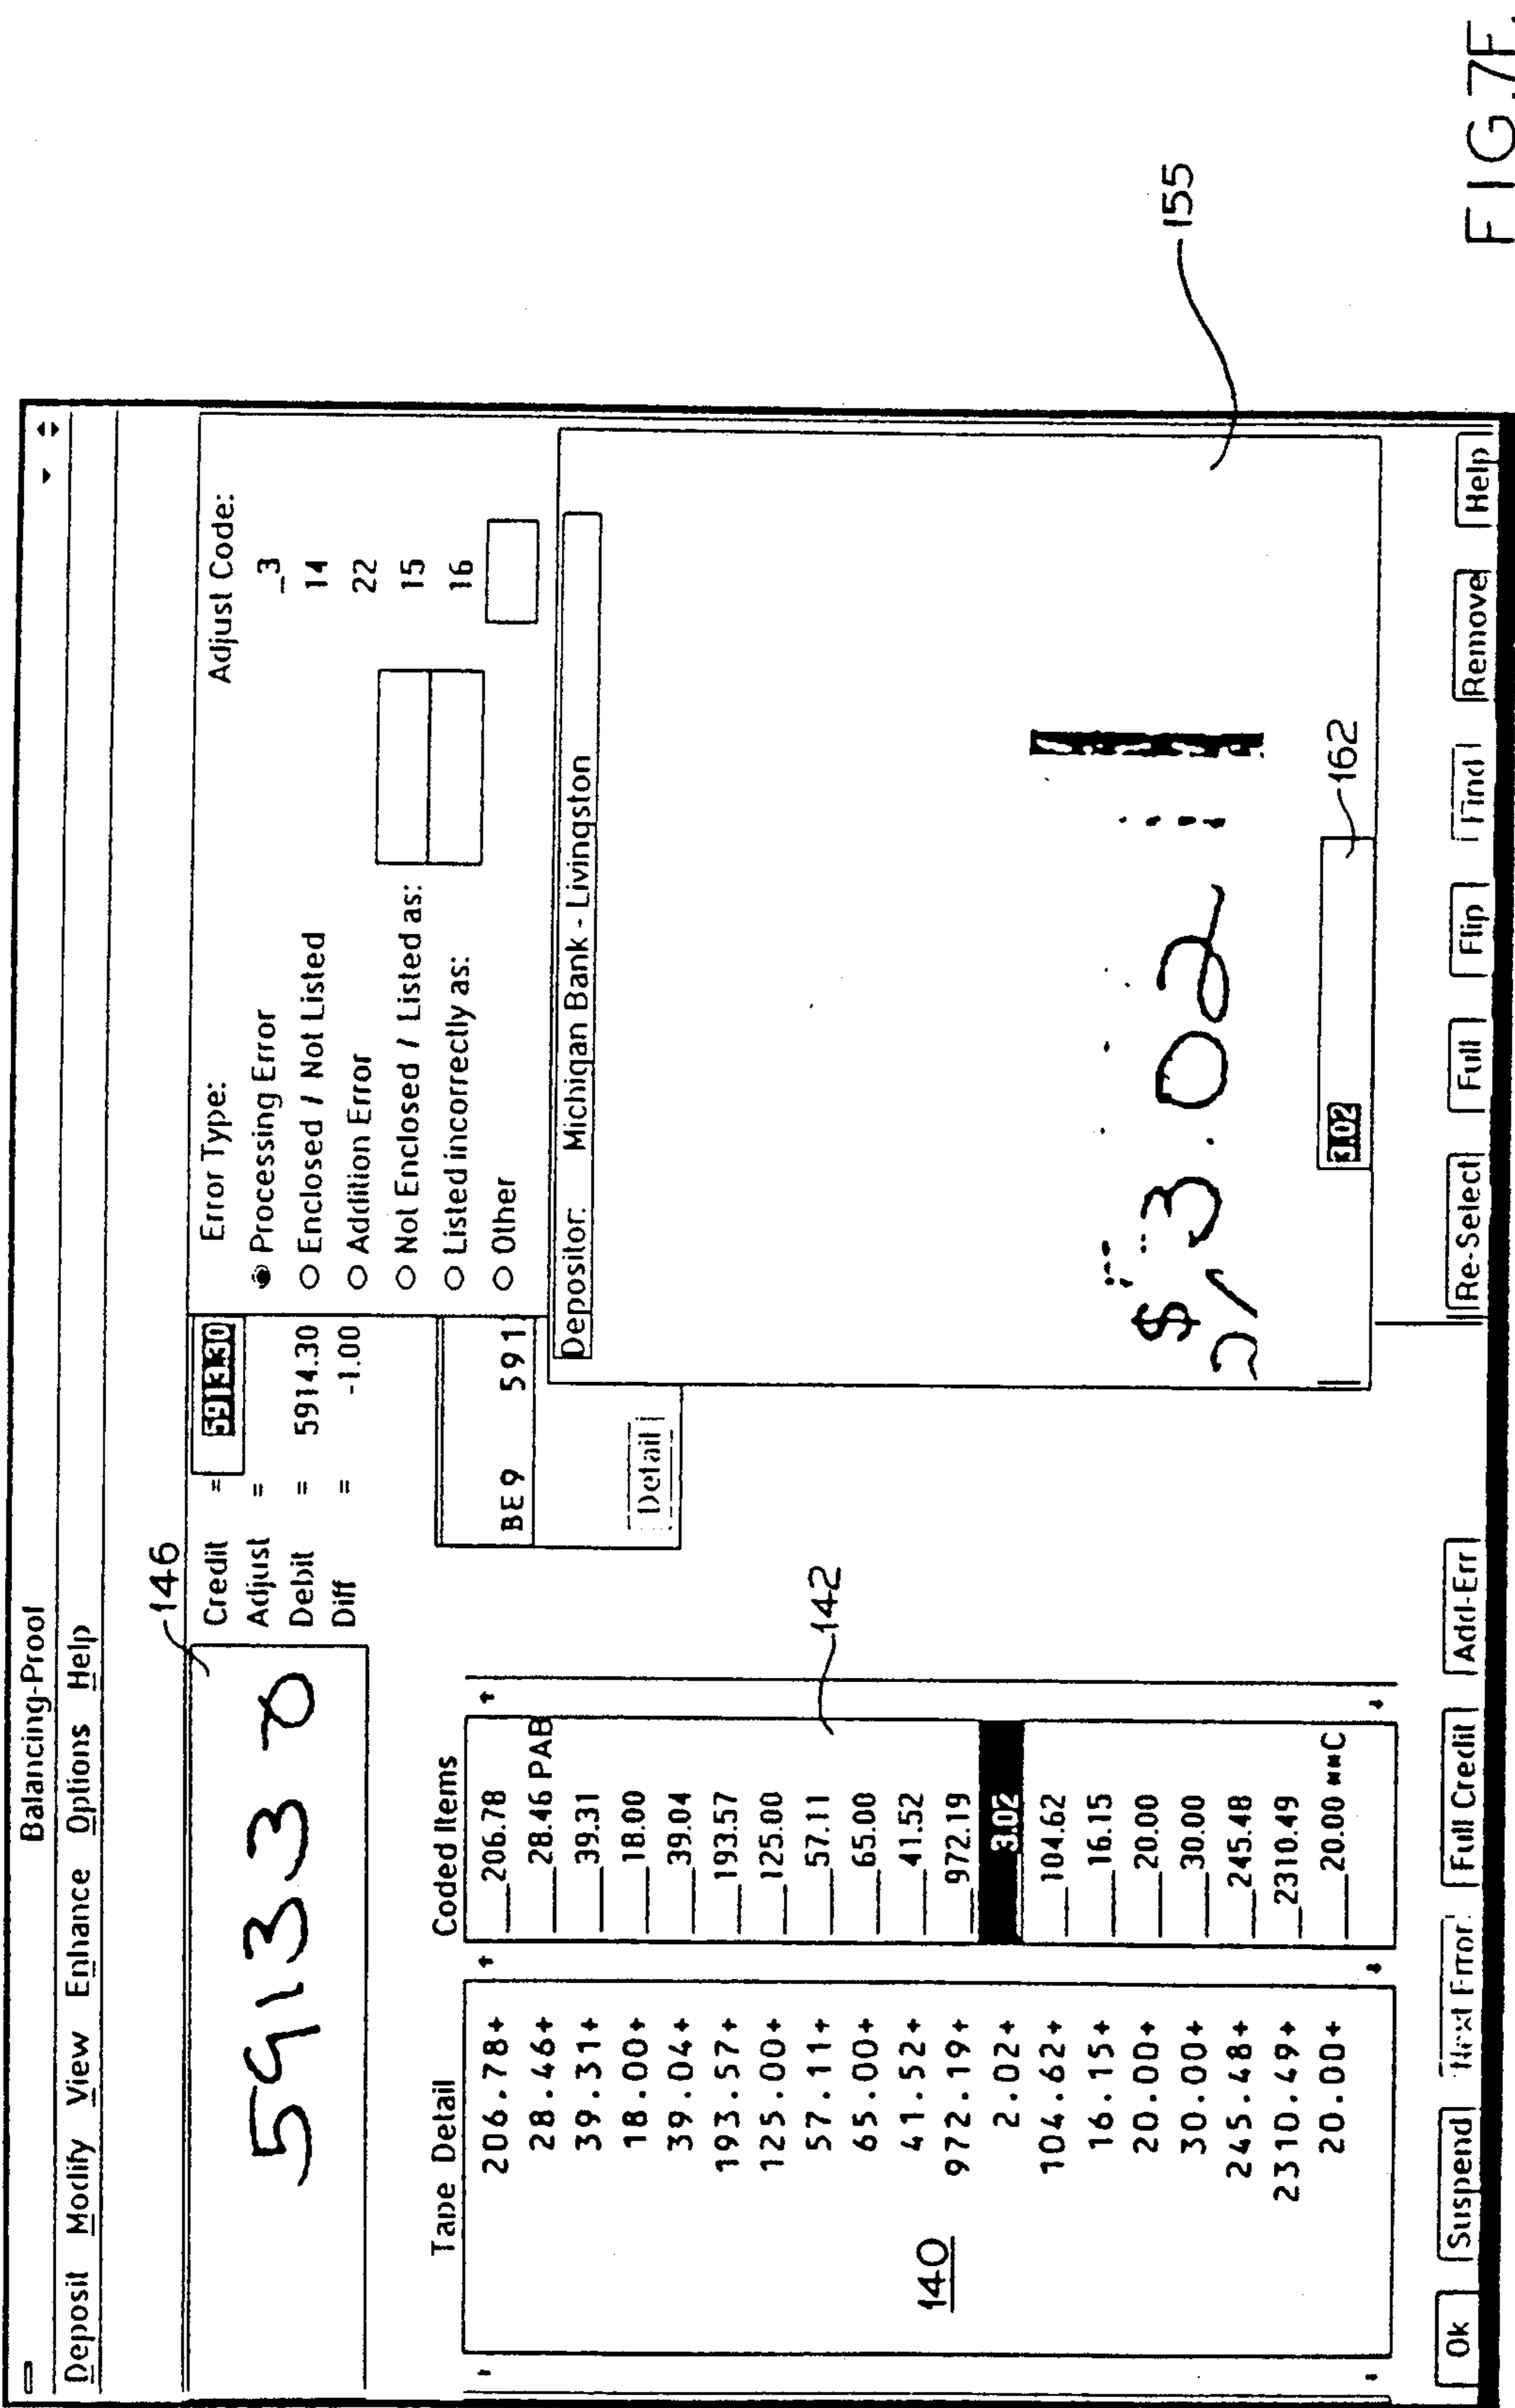 Balancing-Proof
Deposit Modify View Enhance Options Help
146
5913 30
Credit = 5913.30
Adjust =
Debit = 5914.30
Diff = -1.00
Error Type: Adjust Code:
Processing Error _3
Enclosed / Not Listed 14
Addition Error 22
Not Enclosed / Listed as: 15
Listed incorrectly as: 16
Other
BE9 591
Detail
Depositor: Michigan Bank - Livingston
$ 3.02
3.02
162
155
Tape Detail
206.78+
28.46+
39.31+
18.00+
39.04+
193.57+
125.00+
57.11+
65.00+
41.52+
972.19+
2.02+
104.62+
16.15+
20.00+
30.00+
245.48+
2310.49+
20.00+
140
Coded Items
206.78
28.46 PAB
39.31
18.00
39.04
193.57
125.00
57.11
65.00
41.52
972.19
3.02
104.62
16.15
20.00
30.00
245.48
2310.49
20.00 **C
142
Ok Suspend Next Error Full Credit Add-Err Re-Select Full Flip Find Remove Help
FIG.7F.